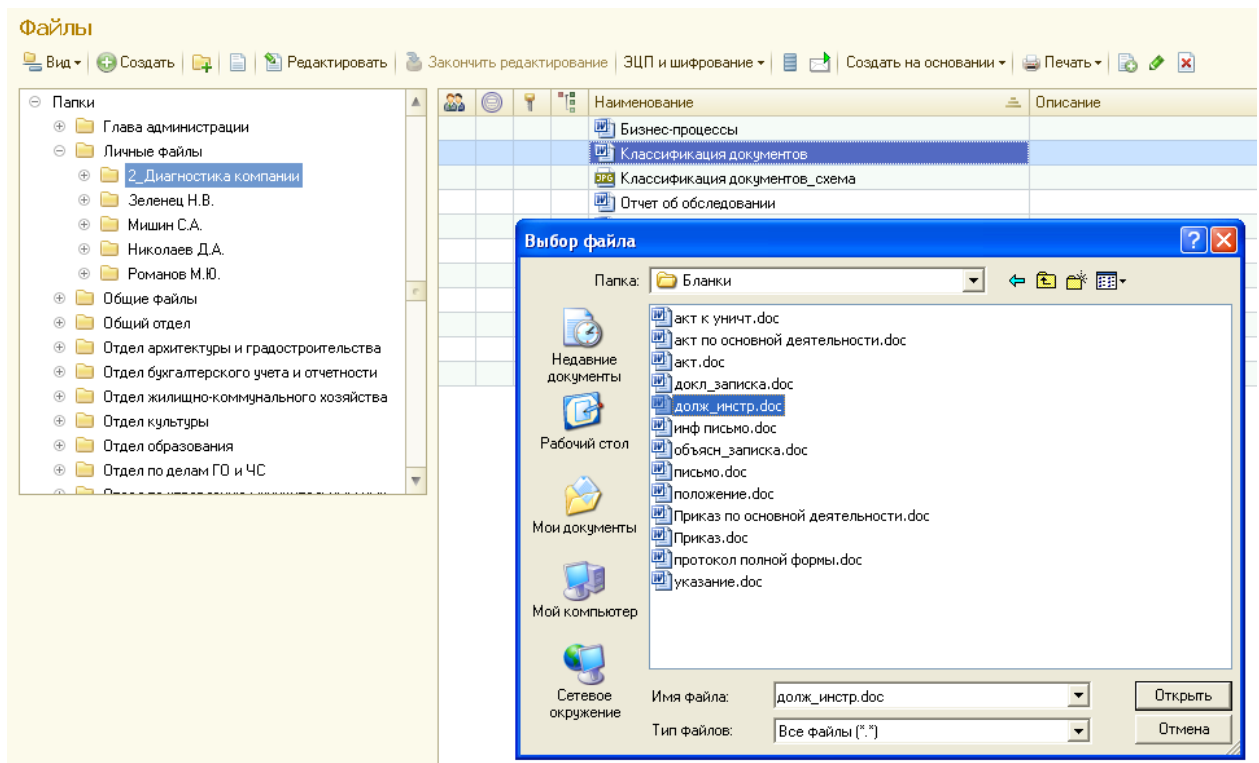 Файлы
Вид Создать Редактировать Закончить редактирование ЭЦП и шифрование Создать на основании Печать
Папки
Глава администрации
Личные файлы
2_Диагностика компании
Зеленец Н.В.
Мишин С.А.
Николаев Д.А.
Романов М.Ю.
Общие файлы
Общий отдел
Отдел архитектуры и градостроительства
Отдел бухгалтерского учета и отчетности
Отдел жилищно-коммунального хозяйства
Отдел культуры
Отдел образования
Отдел по делам ГО и ЧС
Наименование Описание
Бизнес-процессы
Классификация документов
JPG Классификация документов_схема
Отчет об обследовании
Выбор файла
Папка: Бланки
Недавние
документы
Рабочий стол
Мои документы
Мой компьютер
Сетевое
окружение
акт к уничт.doc
акт по основной деятельности.doc
акт.doc
докл_записка.doc
долж_инстр.doc
инф письмо.doc
объясн_записка.doc
письмо.doc
положение.doc
Приказ по основной деятельности.doc
Приказ.doc
протокол полной формы.doc
указание.doc
Имя файла: долж_инстр.doc Открыть
Тип файлов: Все файлы (*.*) Отмена